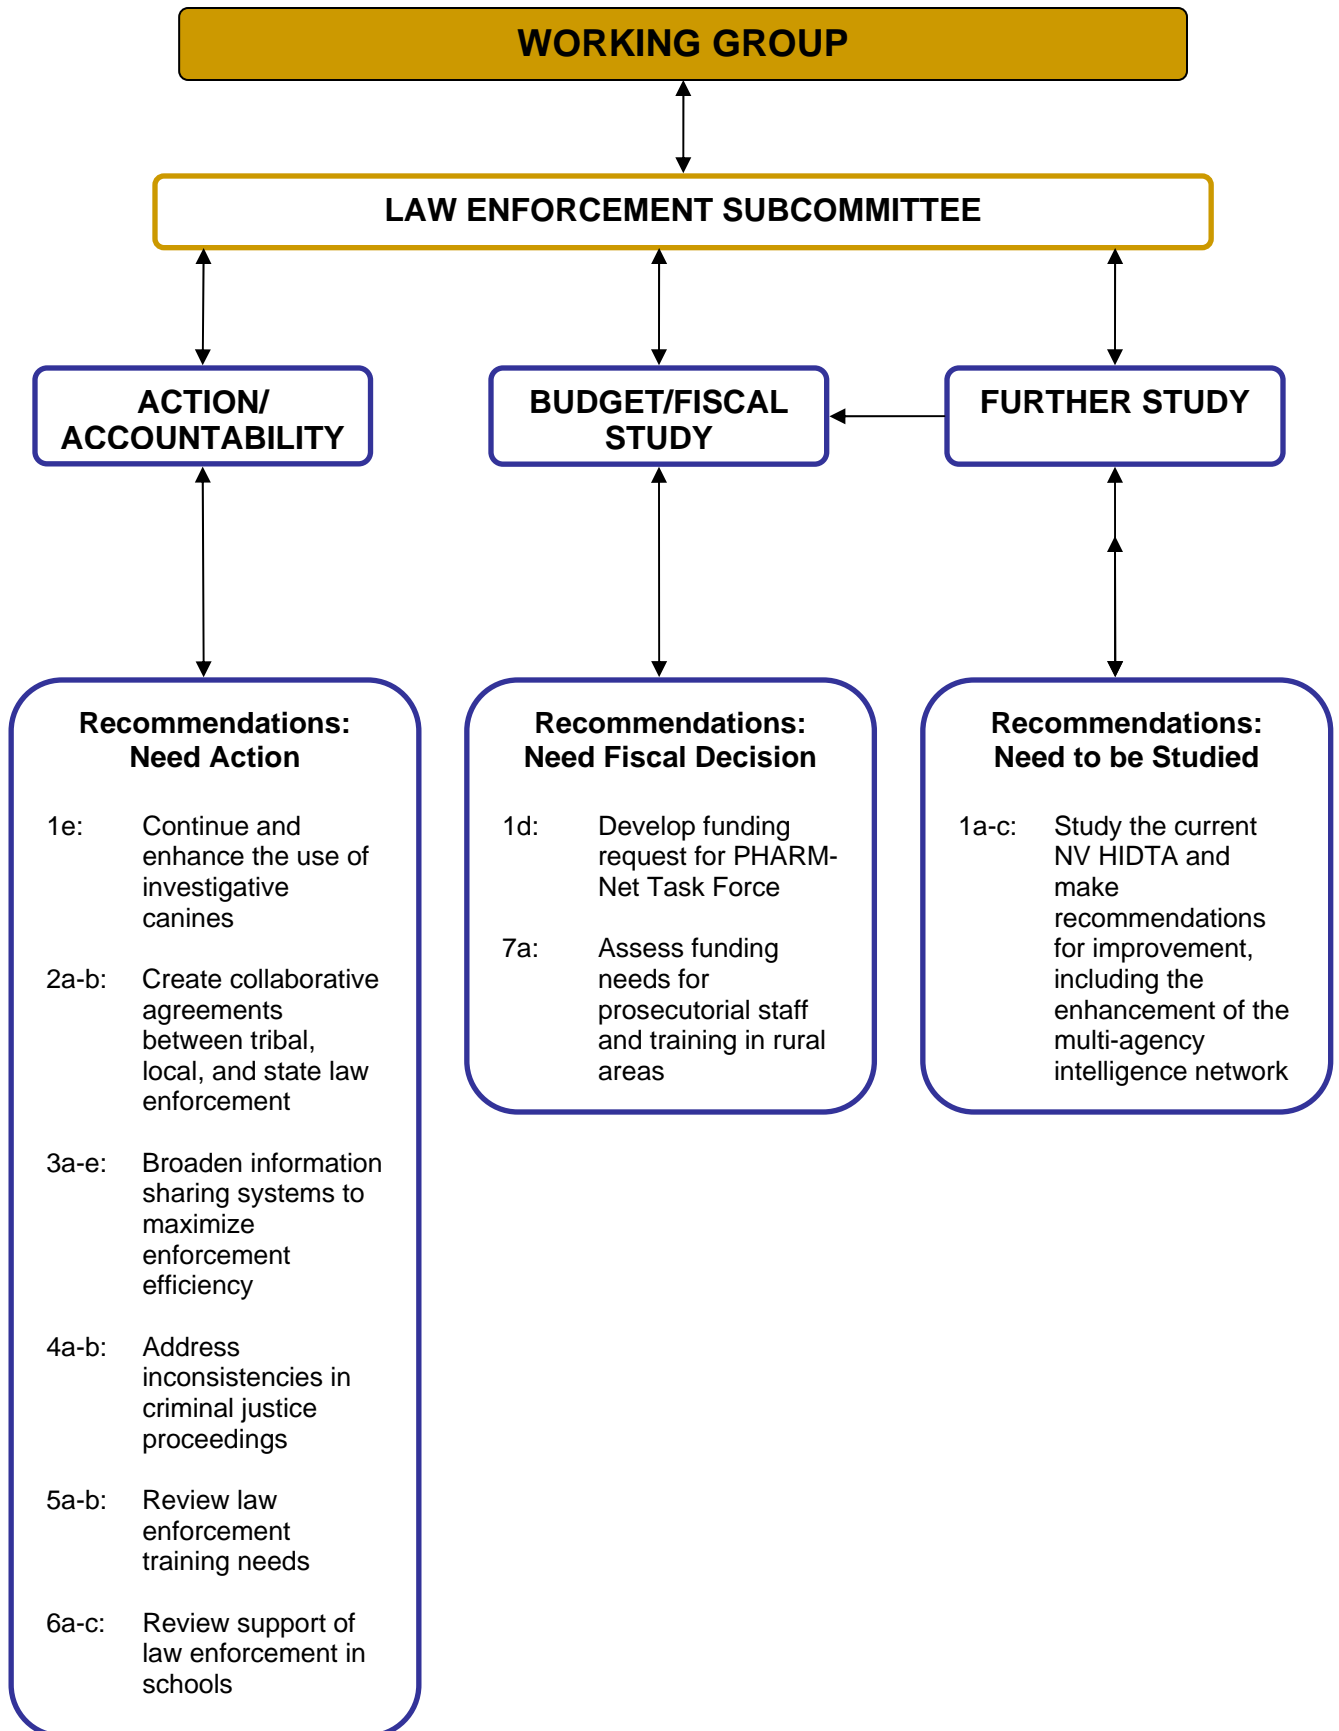 WORKING GROUP
LAW ENFORCEMENT SUBCOMMITTEE
ACTION/
ACCOUNTABILITY
BUDGET/FISCAL
STUDY
FURTHER STUDY
Recommendations:
Need Action
1e: Continue and
enhance the use of
investigative
canines
2a-b: Create collaborative
agreements
between tribal,
local, and state law
enforcement
3a-e: Broaden information
sharing systems to
maximize
enforcement
efficiency
4a-b: Address
inconsistencies in
criminal justice
proceedings
5a-b: Review law
enforcement
training needs
6a-c: Review support of
law enforcement in
schools
Recommendations:
Need Fiscal Decision
1d: Develop funding
request for PHARM-
Net Task Force
7a: Assess funding
needs for
prosecutorial staff
and training in rural
areas
Recommendations:
Need to be Studied
1a-c: Study the current
NV HIDTA and
make
recommendations
for improvement,
including the
enhancement of the
multi-agency
intelligence network